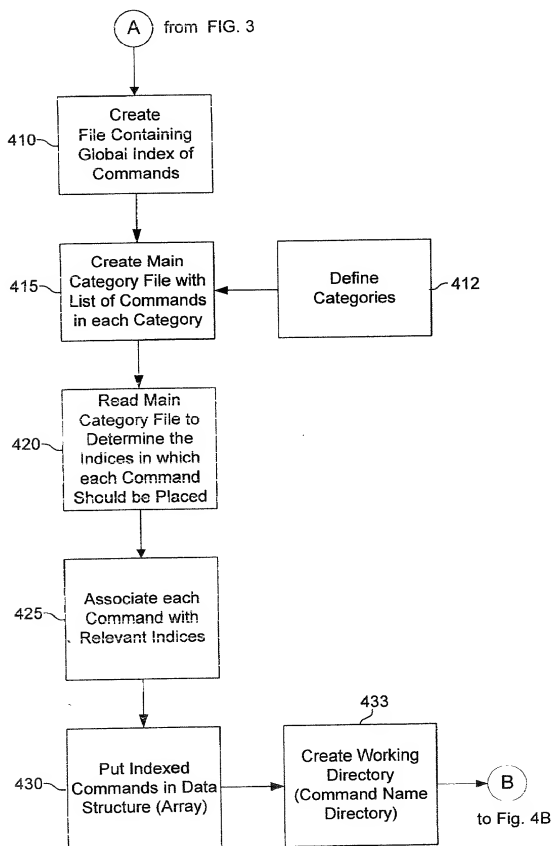 A from FIG. 3
410
Create
File Containing
Global Index of
Commands
415
Create Main
Category File with
List of Commands
in each Category
Define
Categories
412
420
Read Main
Category File to
Determine the
Indices in which
each Command
Should be Placed
425
Associate each
Command with
Relevant Indices
430
Put Indexed
Commands in Data
Structure (Array)
433
Create Working
Directory
(Command Name
Directory)
B
to Fig. 4B